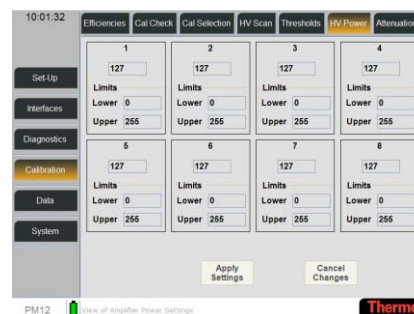 10:01:32
Efficiencies Cal Check Cal Selection HV Scan Thresholds HV Power Attenuation
Set-Up
Interfaces
Diagnostics
Calibration
Data
System
1 2 3 4
127 127 127 127
Limits Limits Limits Limits
Lower 0 Lower 0 Lower 0 Lower 0
Upper 255 Upper 255 Upper 255 Upper 255
5 6 7 8
127 127 127 127
Limits Limits Limits Limits
Lower 0 Lower 0 Lower 0 Lower 0
Upper 255 Upper 255 Upper 255 Upper 255
Apply Settings
Cancel Changes
PM12 View of Amplifier Power Settings Thermo